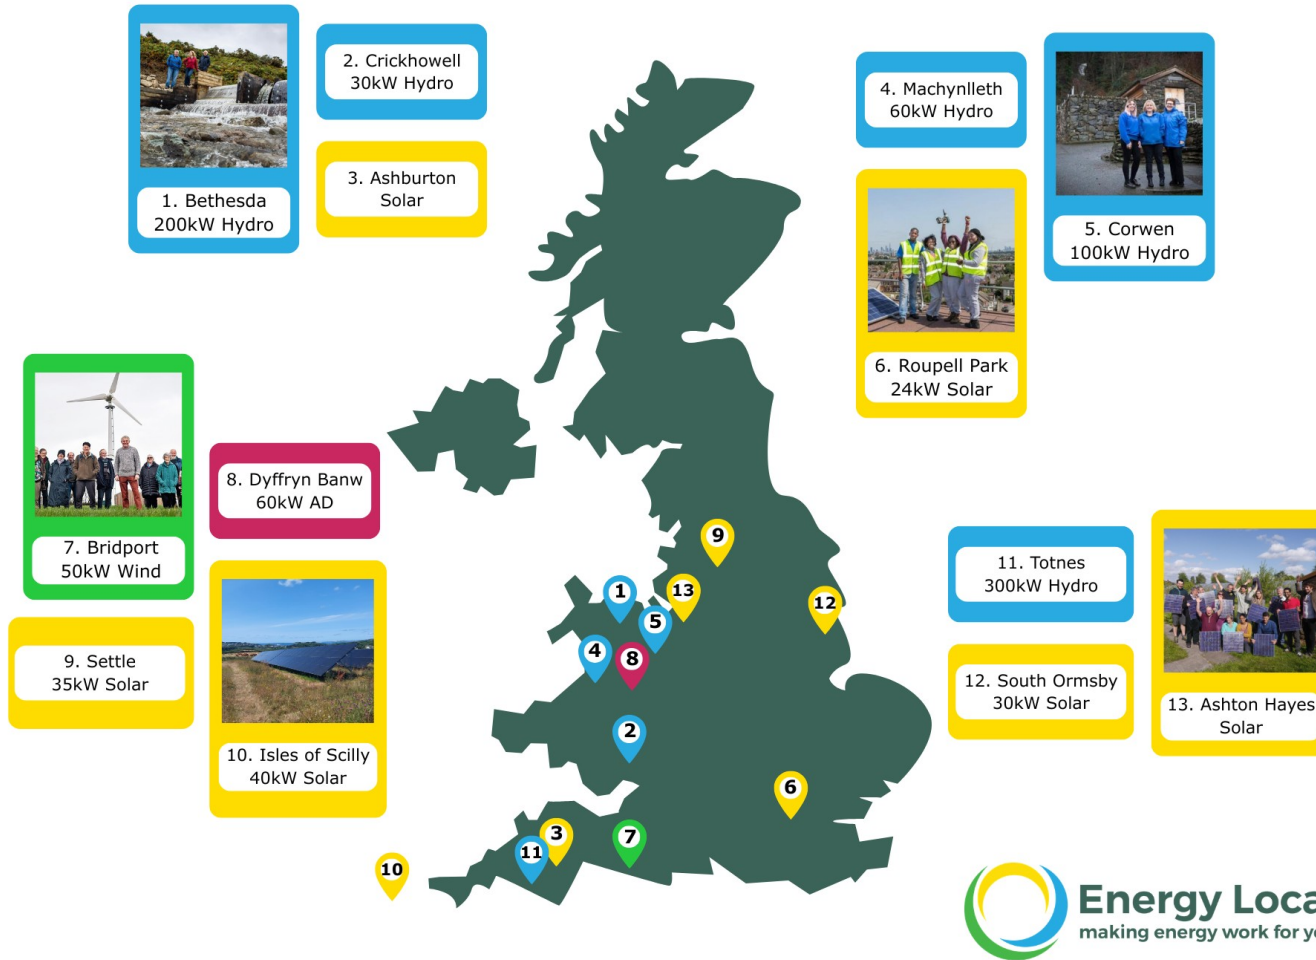 1. Bethesda
200kW Hydro
2. Crickhowell
30kW Hydro
3. Ashburton
Solar
4. Machynlleth
60kW Hydro
5. Corwen
100kW Hydro
6. Roupell Park
24kW Solar
7. Bridport
50kW Wind
8. Dyffryn Banw
60kW AD
9. Settle
35kW Solar
10. Isles of Scilly
40kW Solar
11. Totnes
300kW Hydro
12. South Ormsby
30kW Solar
13. Ashton Hayes
Solar
9
1
13
12
5
4
8
2
6
3
7
11
10
Energy Loca
making energy work for yo